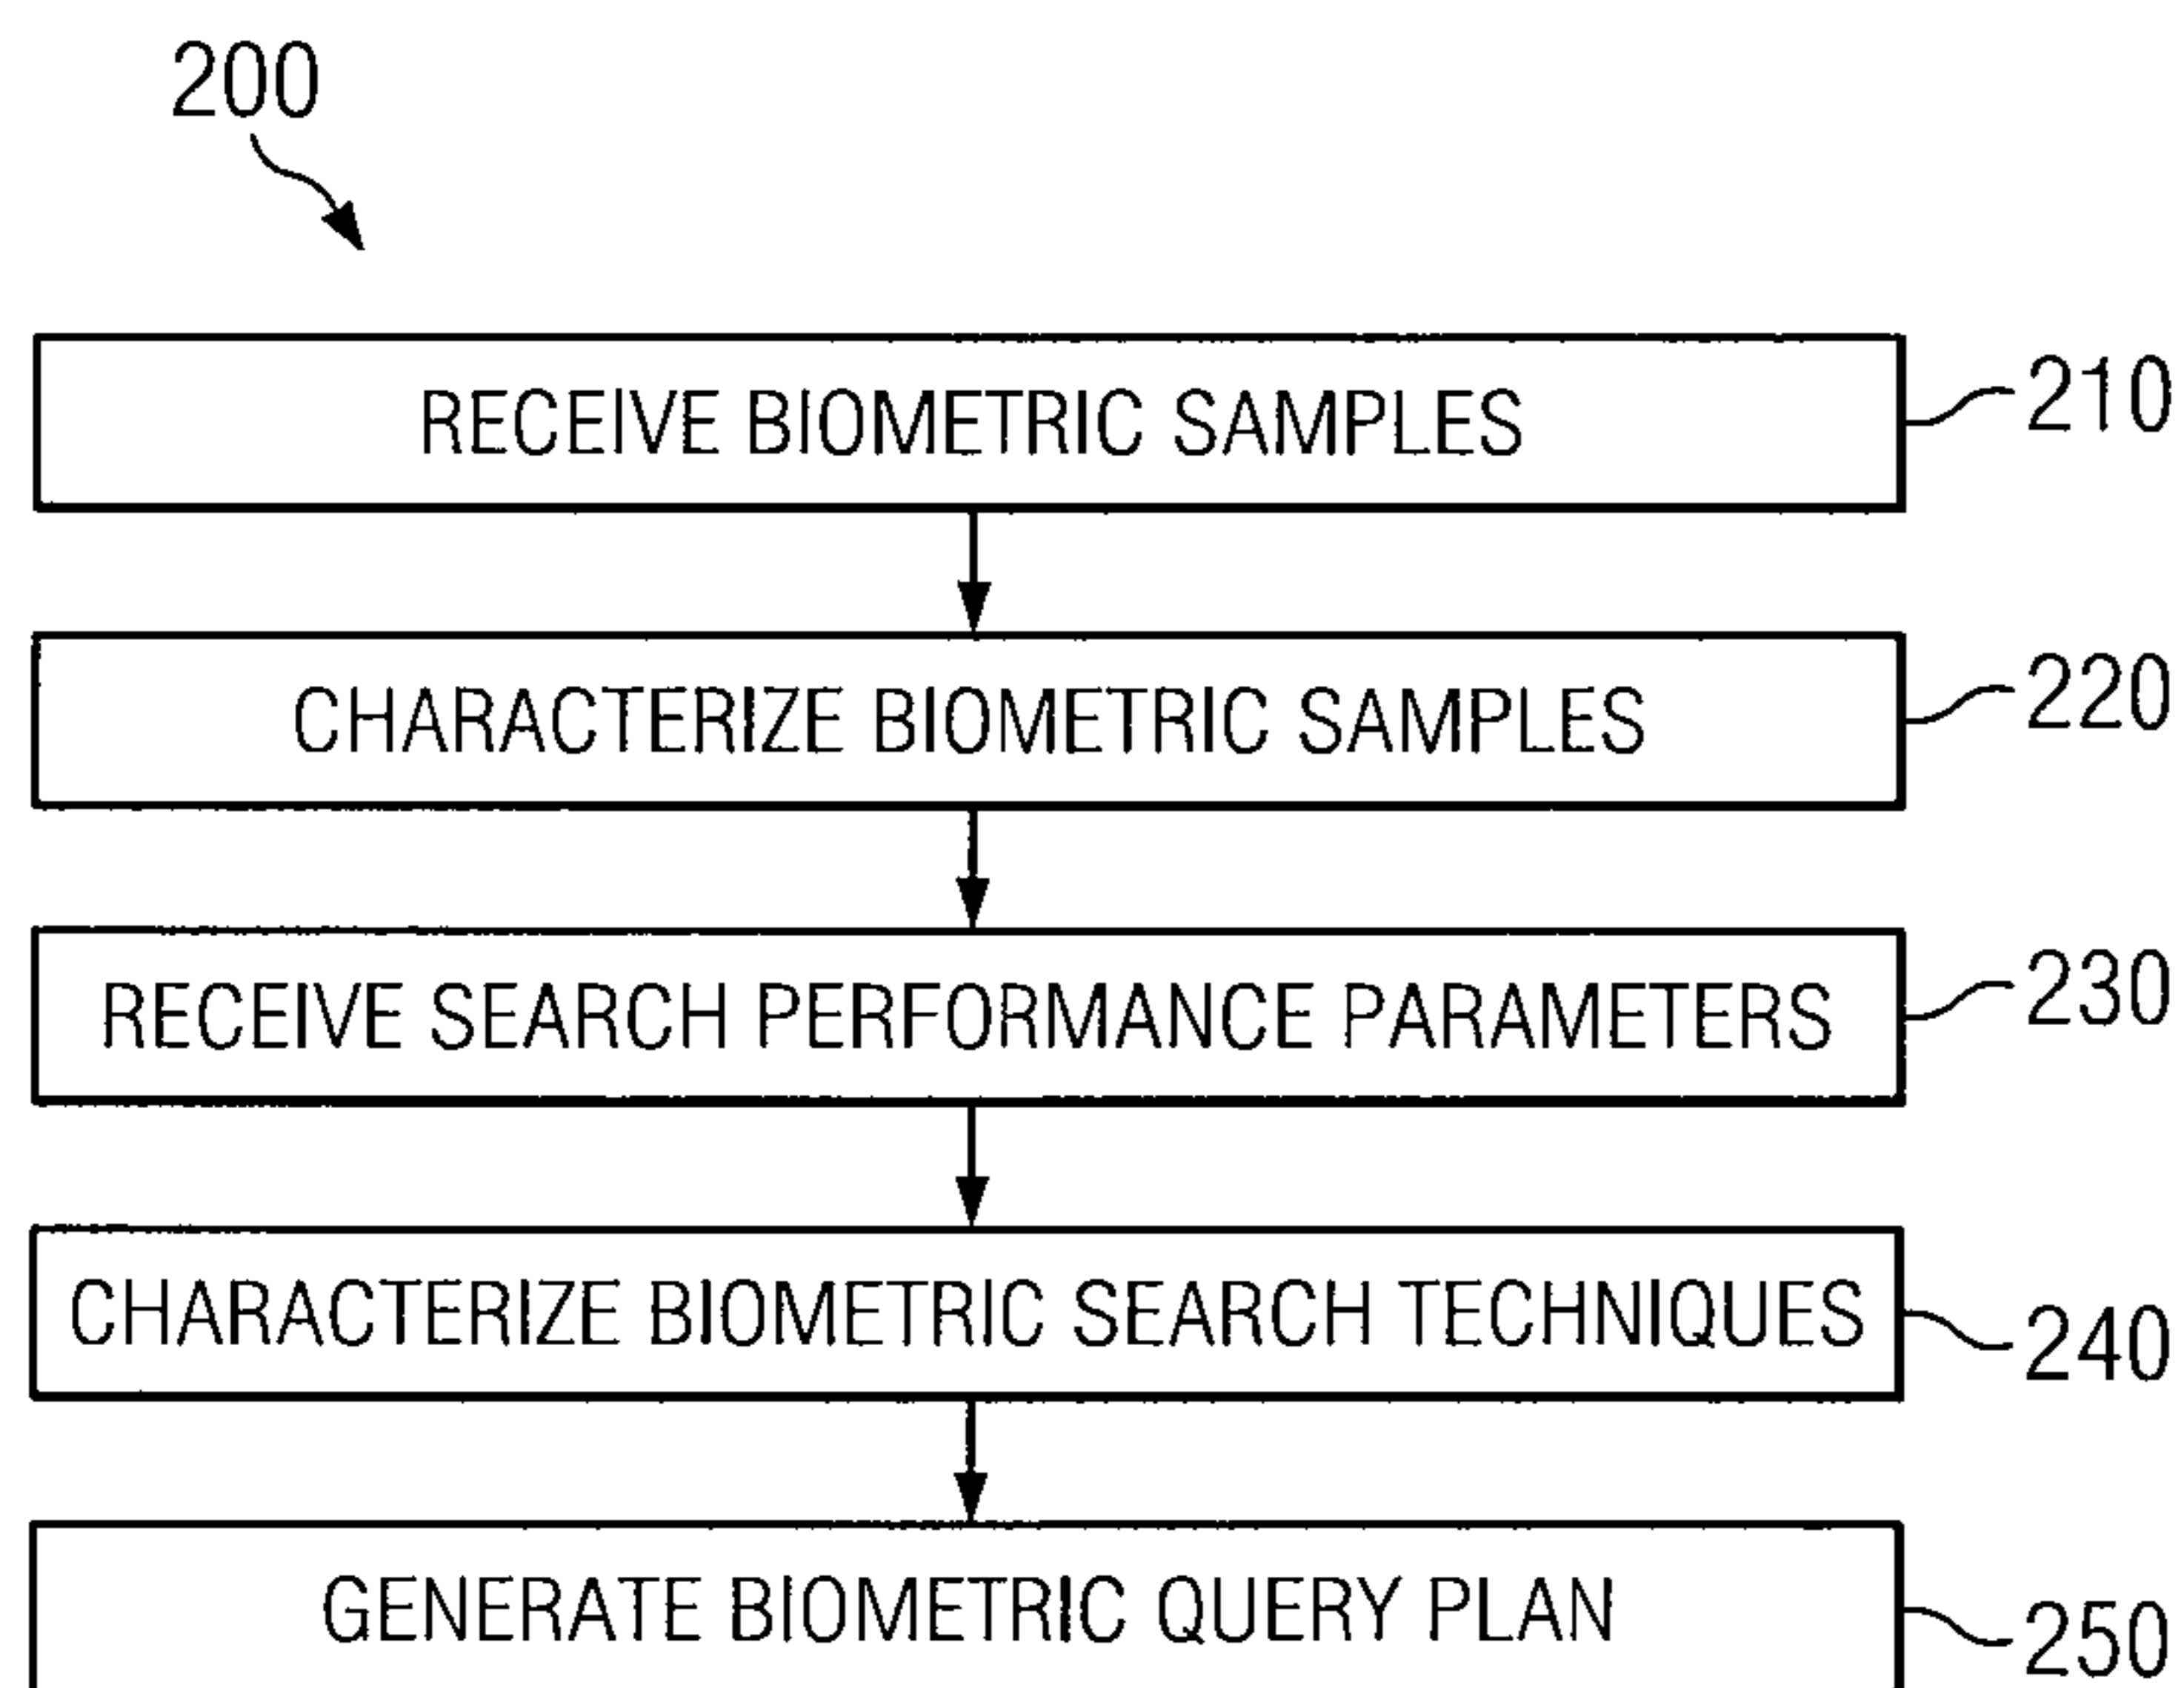 200
RECEIVE BIOMETRIC SAMPLES
210
CHARACTERIZE BIOMETRIC SAMPLES
220
RECEIVE SEARCH PERFORMANCE PARAMETERS
230
CHARACTERIZE BIOMETRIC SEARCH TECHNIQUES
240
GENERATE BIOMETRIC QUERY PLAN
250